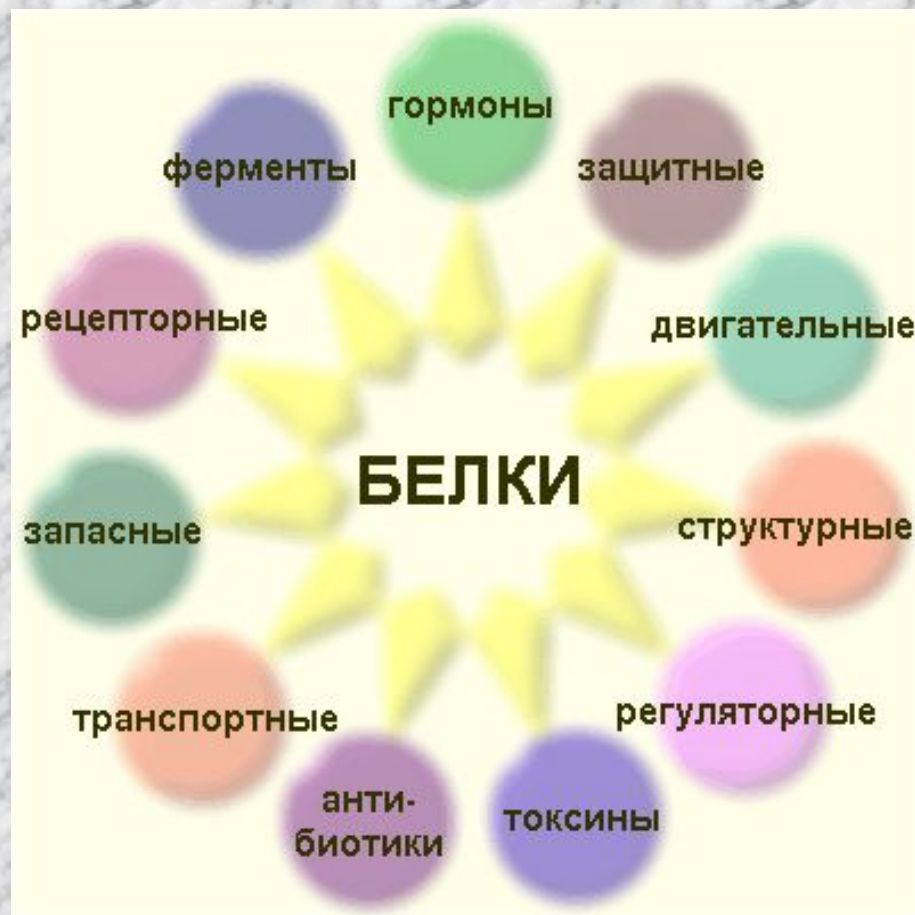 гормоны
ферменты
защитные
рецепторные
двигательные
БЕЛКИ
запасные
структурные
транспортные
регуляторные
анти-
биотики
токсины